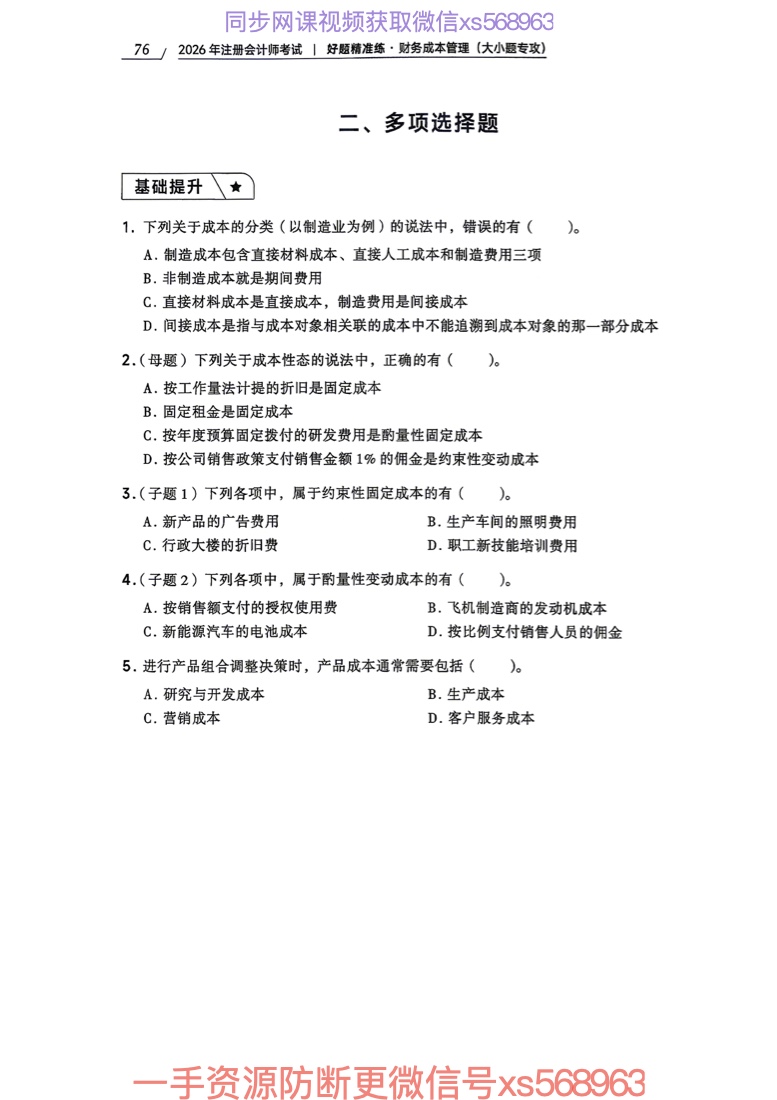 同步网课视频获取微信xs568963
76 / 2026年注册会计师考试 | 好题精准练·财务成本管理（大小题专攻）
二、多项选择题
基础提升 ★
1. 下列关于成本的分类（以制造业为例）的说法中，错误的有（　　）。
A. 制造成本包含直接材料成本、直接人工成本和制造费用三项
B. 非制造成本就是期间费用
C. 直接材料成本是直接成本，制造费用是间接成本
D. 间接成本是指与成本对象相关联的成本中不能追溯到成本对象的那一部分成本
2.（母题）下列关于成本性态的说法中，正确的有（　　）。
A. 按工作量法计提的折旧是固定成本
B. 固定租金是固定成本
C. 按年度预算固定拨付的研发费用是酌量性固定成本
D. 按公司销售政策支付销售金额1%的佣金是约束性变动成本
3.（子题1）下列各项中，属于约束性固定成本的有（　　）。
A. 新产品的广告费用　　B. 生产车间的照明费用
C. 行政大楼的折旧费　　D. 职工新技能培训费用
4.（子题2）下列各项中，属于酌量性变动成本的有（　　）。
A. 按销售额支付的授权使用费　　B. 飞机制造商的发动机成本
C. 新能源汽车的电池成本　　D. 按比例支付销售人员的佣金
5. 进行产品组合调整决策时，产品成本通常需要包括（　　）。
A. 研究与开发成本　　B. 生产成本
C. 营销成本　　D. 客户服务成本
一手资源防断更微信号xs568963